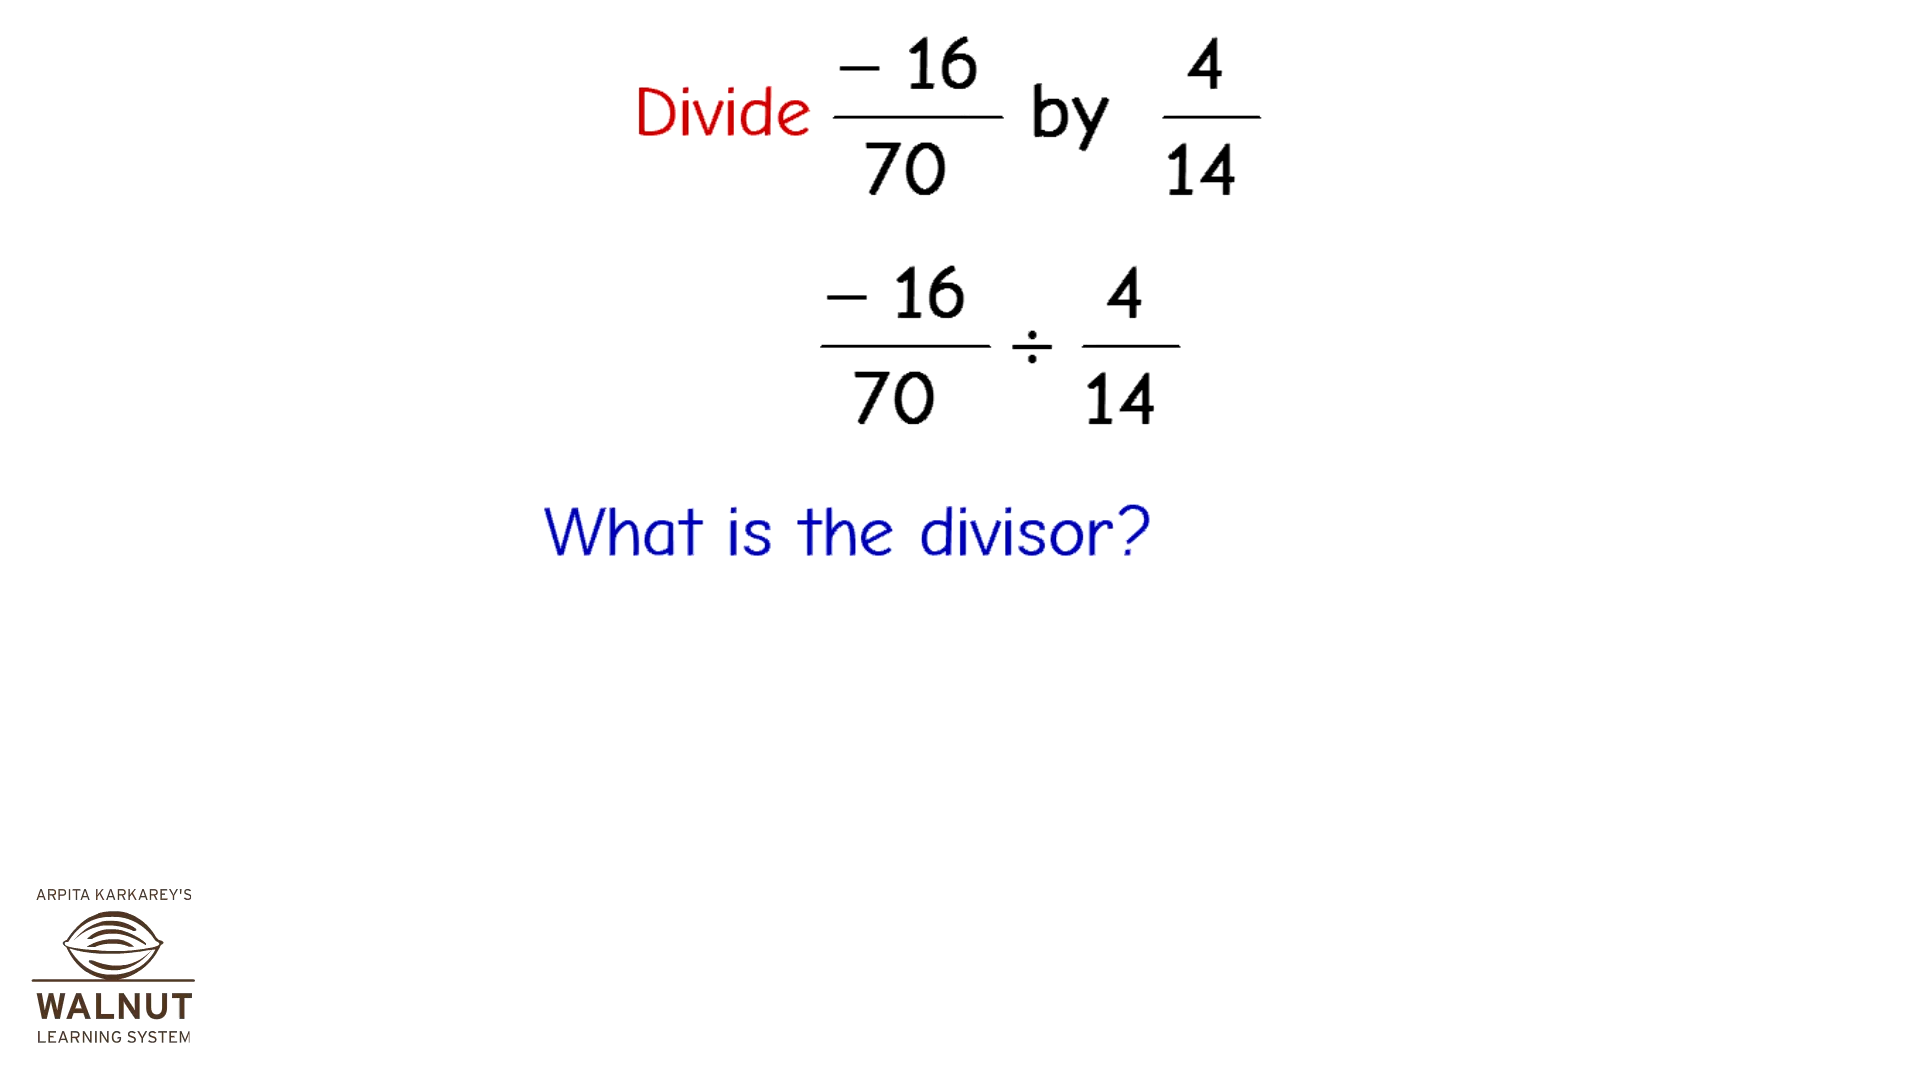 Divide −16/70 by 4/14
−16/70 ÷ 4/14
What is the divisor?
ARPITA KARKAREY'S
WALNUT
LEARNING SYSTEM